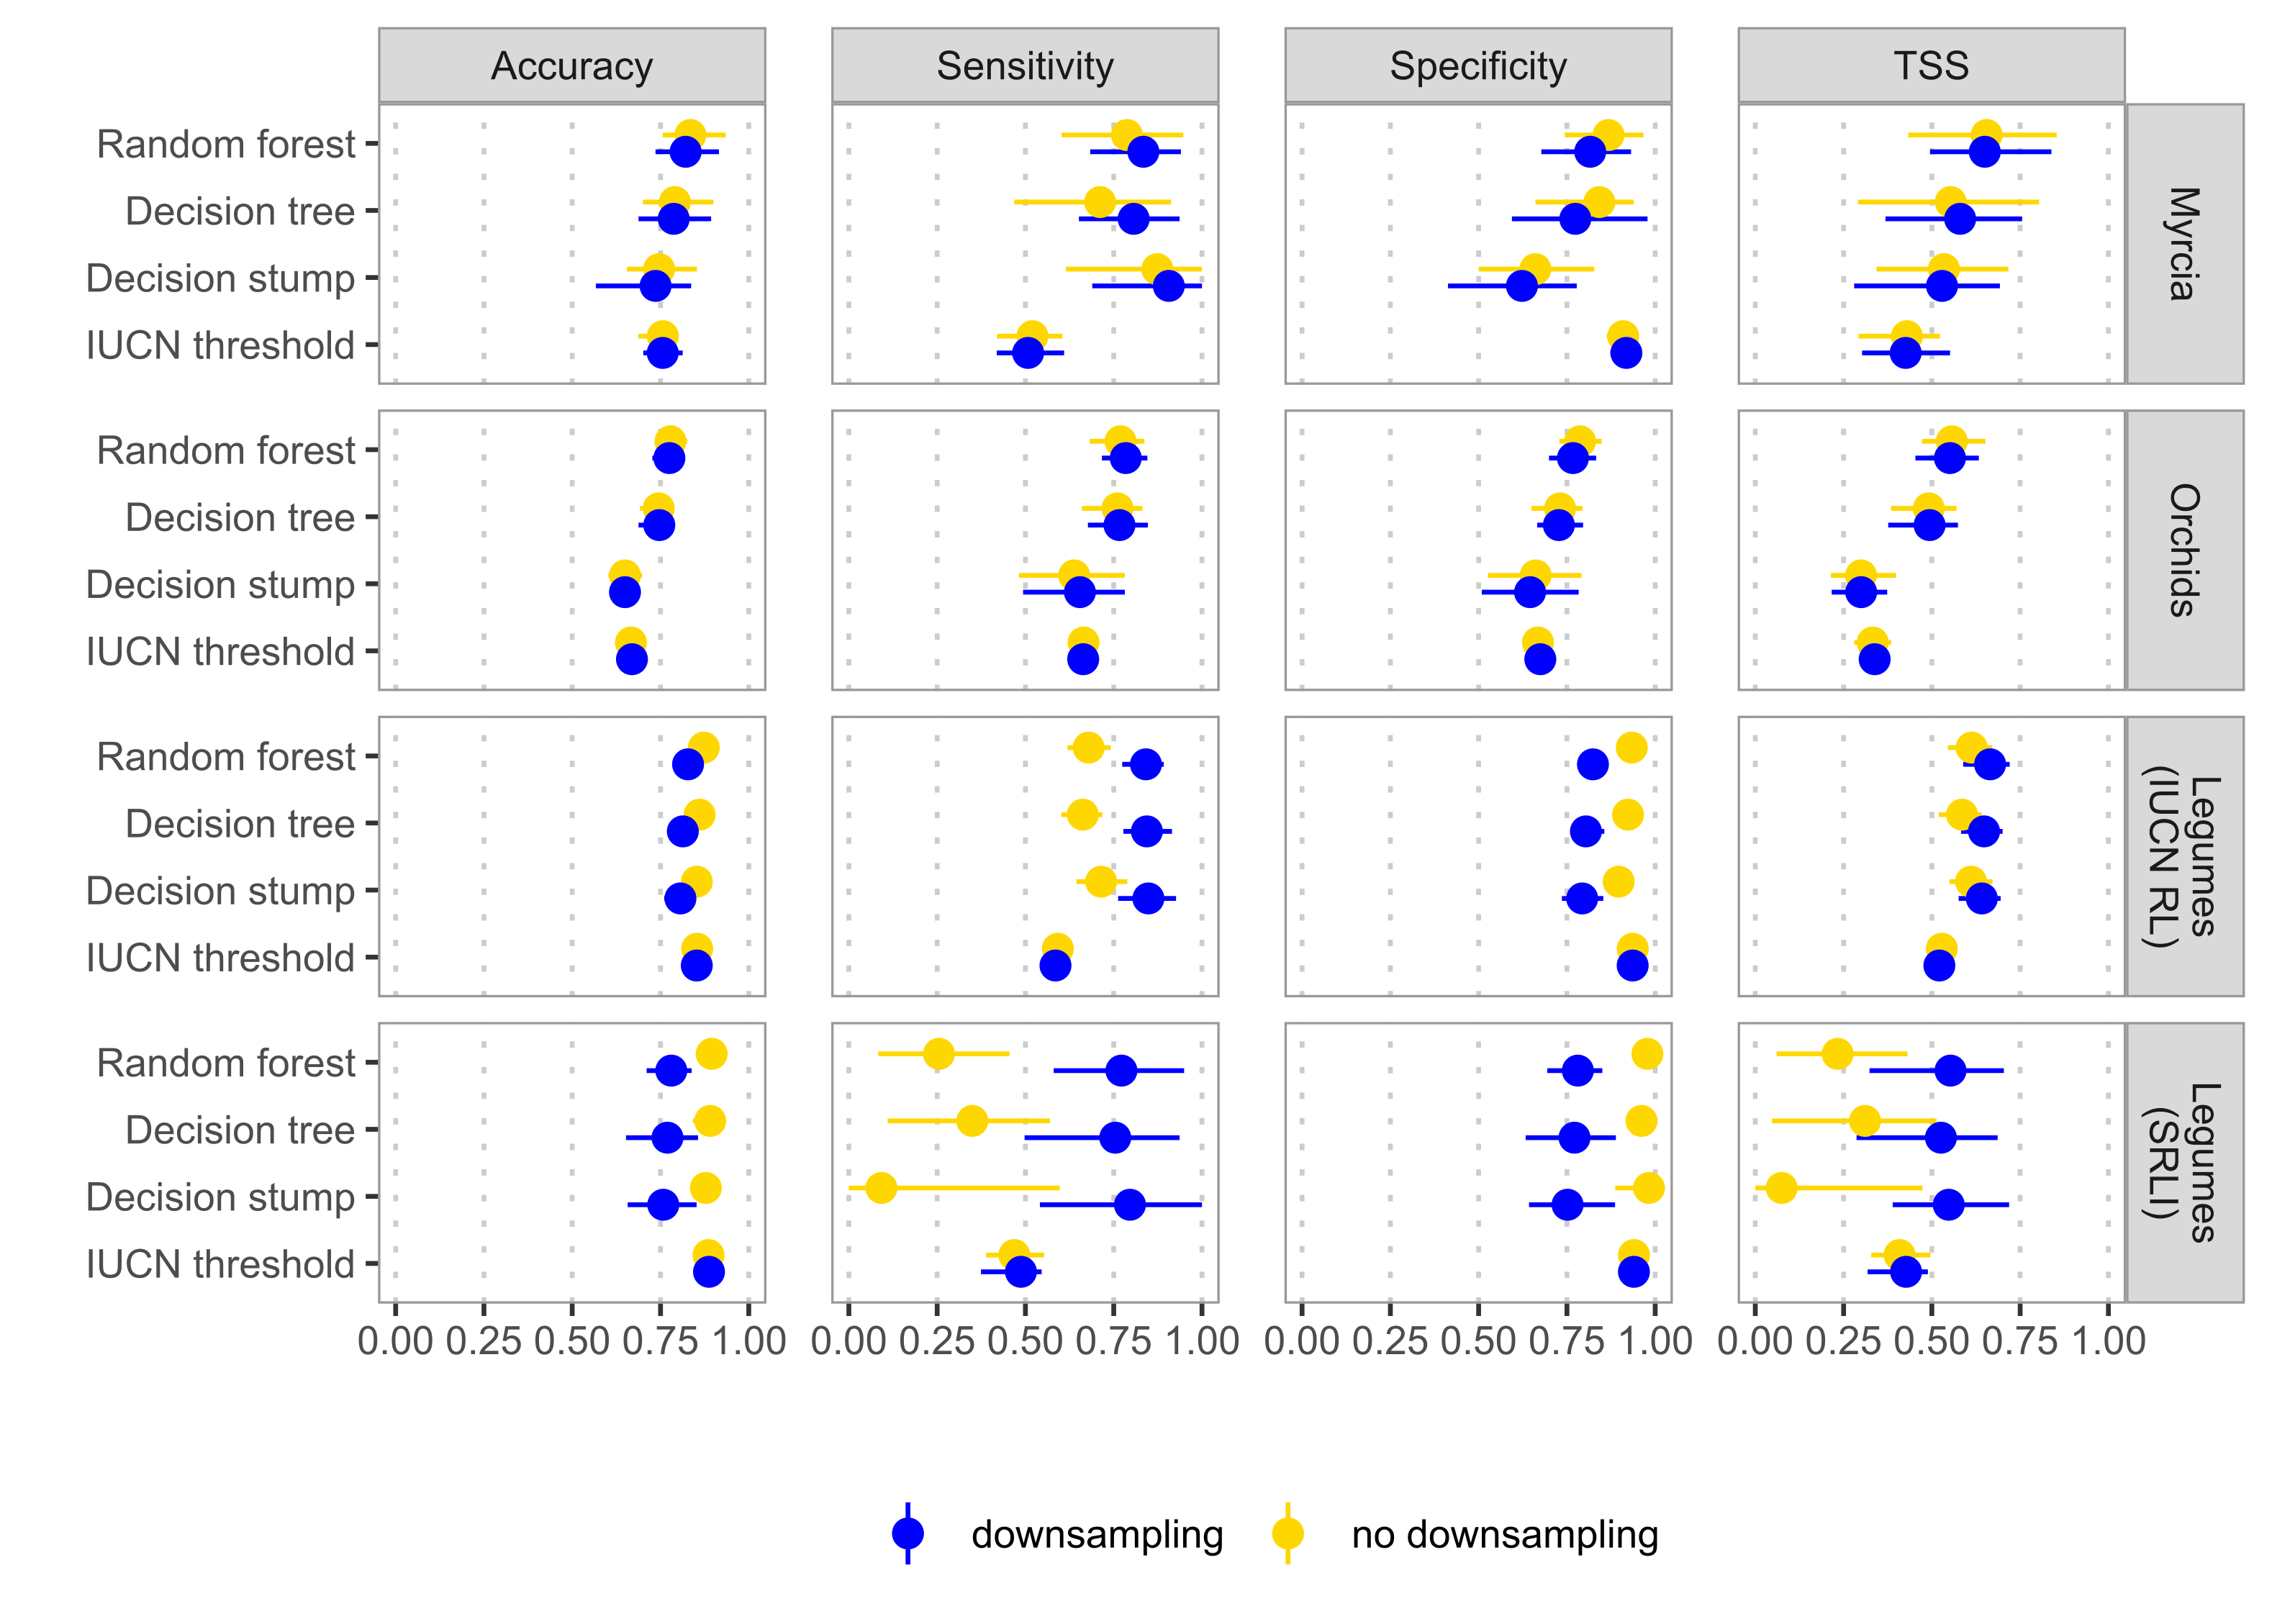 Accuracy Sensitivity Specificity TSS
Random forest
Decision tree
Decision stump
IUCN threshold
Myrcia
Random forest
Decision tree
Decision stump
IUCN threshold
Orchids
Random forest
Decision tree
Decision stump
IUCN threshold
Legumes
(IUCN RL)
Random forest
Decision tree
Decision stump
IUCN threshold
Legumes
(SRLI)
0.00 0.25 0.50 0.75 1.00 0.00 0.25 0.50 0.75 1.00 0.00 0.25 0.50 0.75 1.00 0.00 0.25 0.50 0.75 1.00
downsampling no downsampling